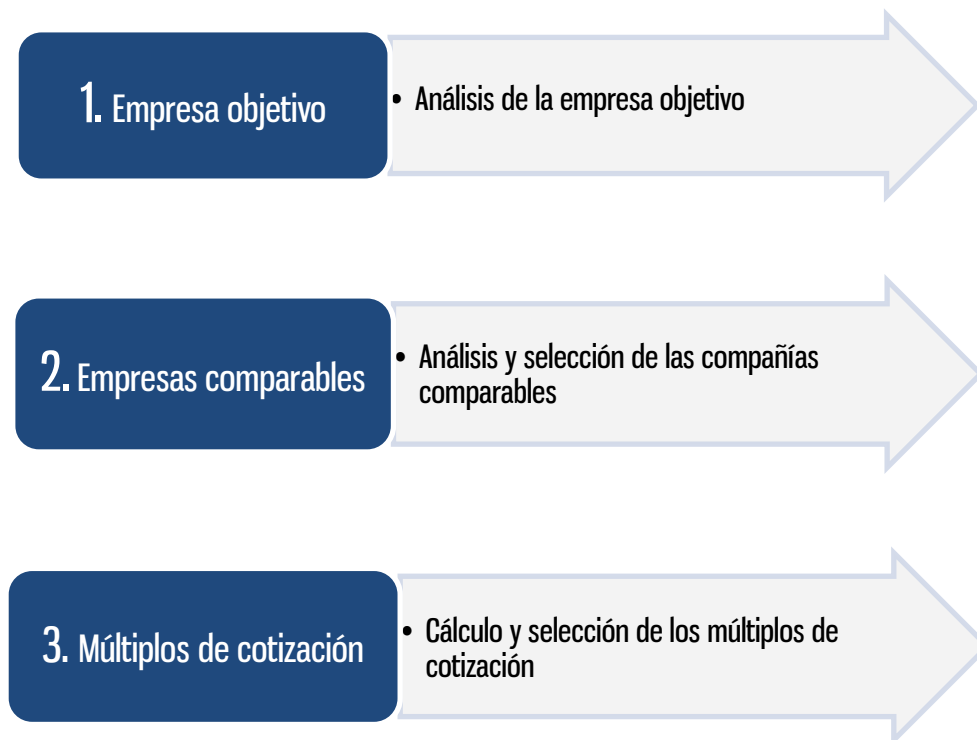 1. Empresa objetivo
• Análisis de la empresa objetivo
2. Empresas comparables
• Análisis y selección de las compañías
comparables
3. Múltiplos de cotización
• Cálculo y selección de los múltiplos de
cotización